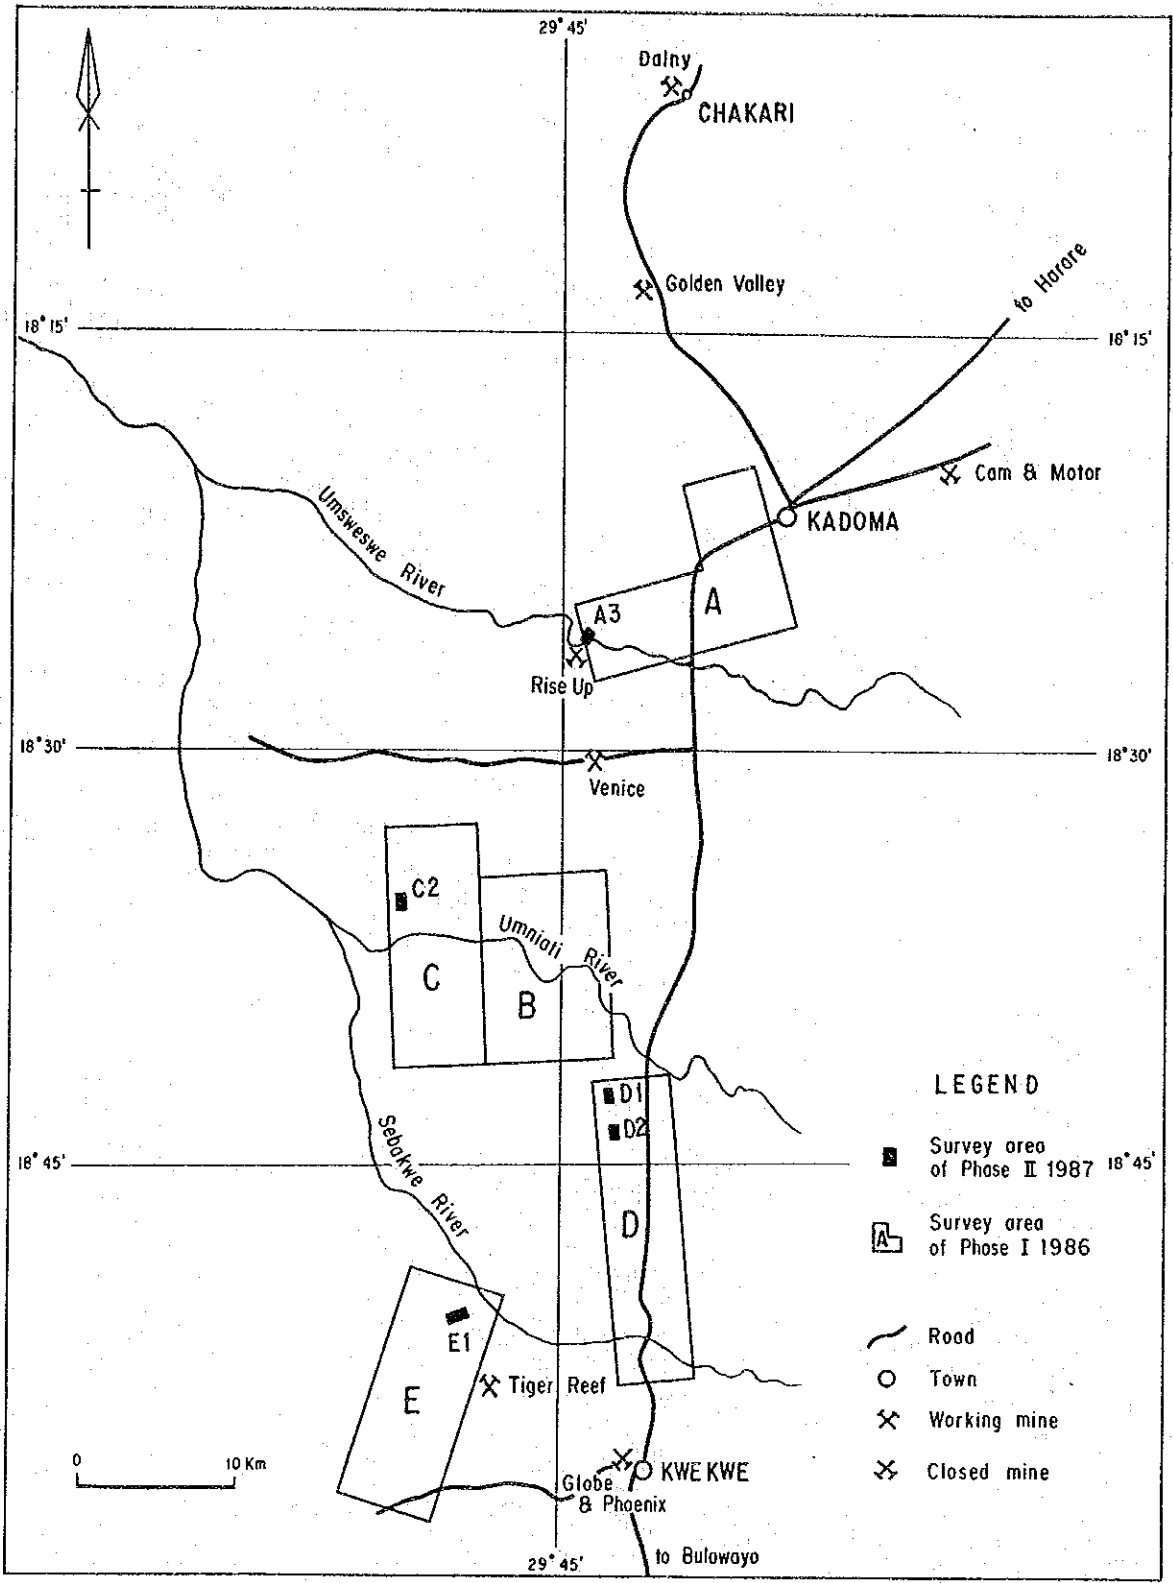 29°45'
Dalny
CHAKARI
Golden Valley
to Harare
18°15'
18°15'
Cam & Motor
KADOMA
Umsweswe River
A3
A
Rise Up
18°30'
18°30'
Venice
C2
Umniati River
C
B
LEGEND
D1
D2
Survey area
of Phase II 1987
18°45'
18°45'
Sebakwe River
D
A
Survey area
of Phase I 1986
E1
Road
Tiger Reef
Town
E
Working mine
0 10 Km
KWEKWE
Closed mine
Globe
& Phoenix
29°45'
to Bulawayo